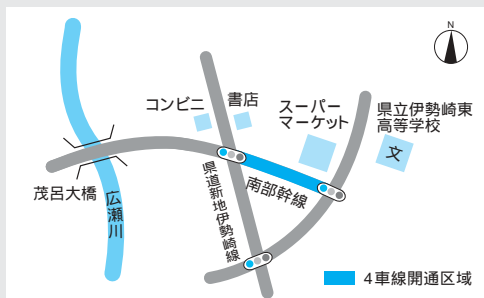 N
コンビニ
書店
スーパー
マーケット
県立伊勢崎東
高等学校
文
茂呂大橋
広瀬川
県道新地伊勢崎線
南部幹線
4車線開通区域